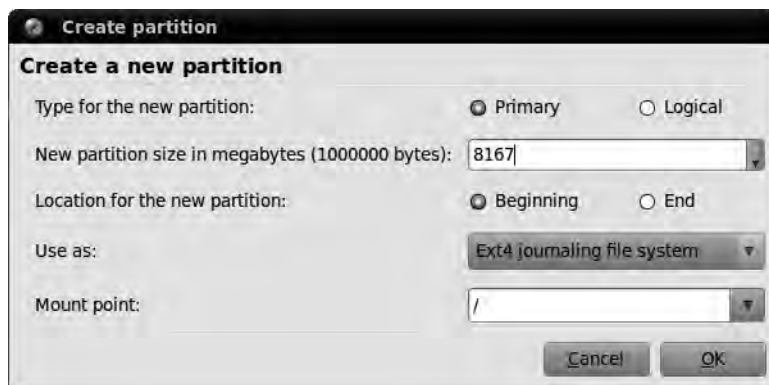 Create partition
Create a new partition
Type for the new partition: Primary Logical
New partition size in megabytes (1000000 bytes): 8167
Location for the new partition: Beginning End
Use as: Ext4 journaling file system
Mount point: /
Cancel OK